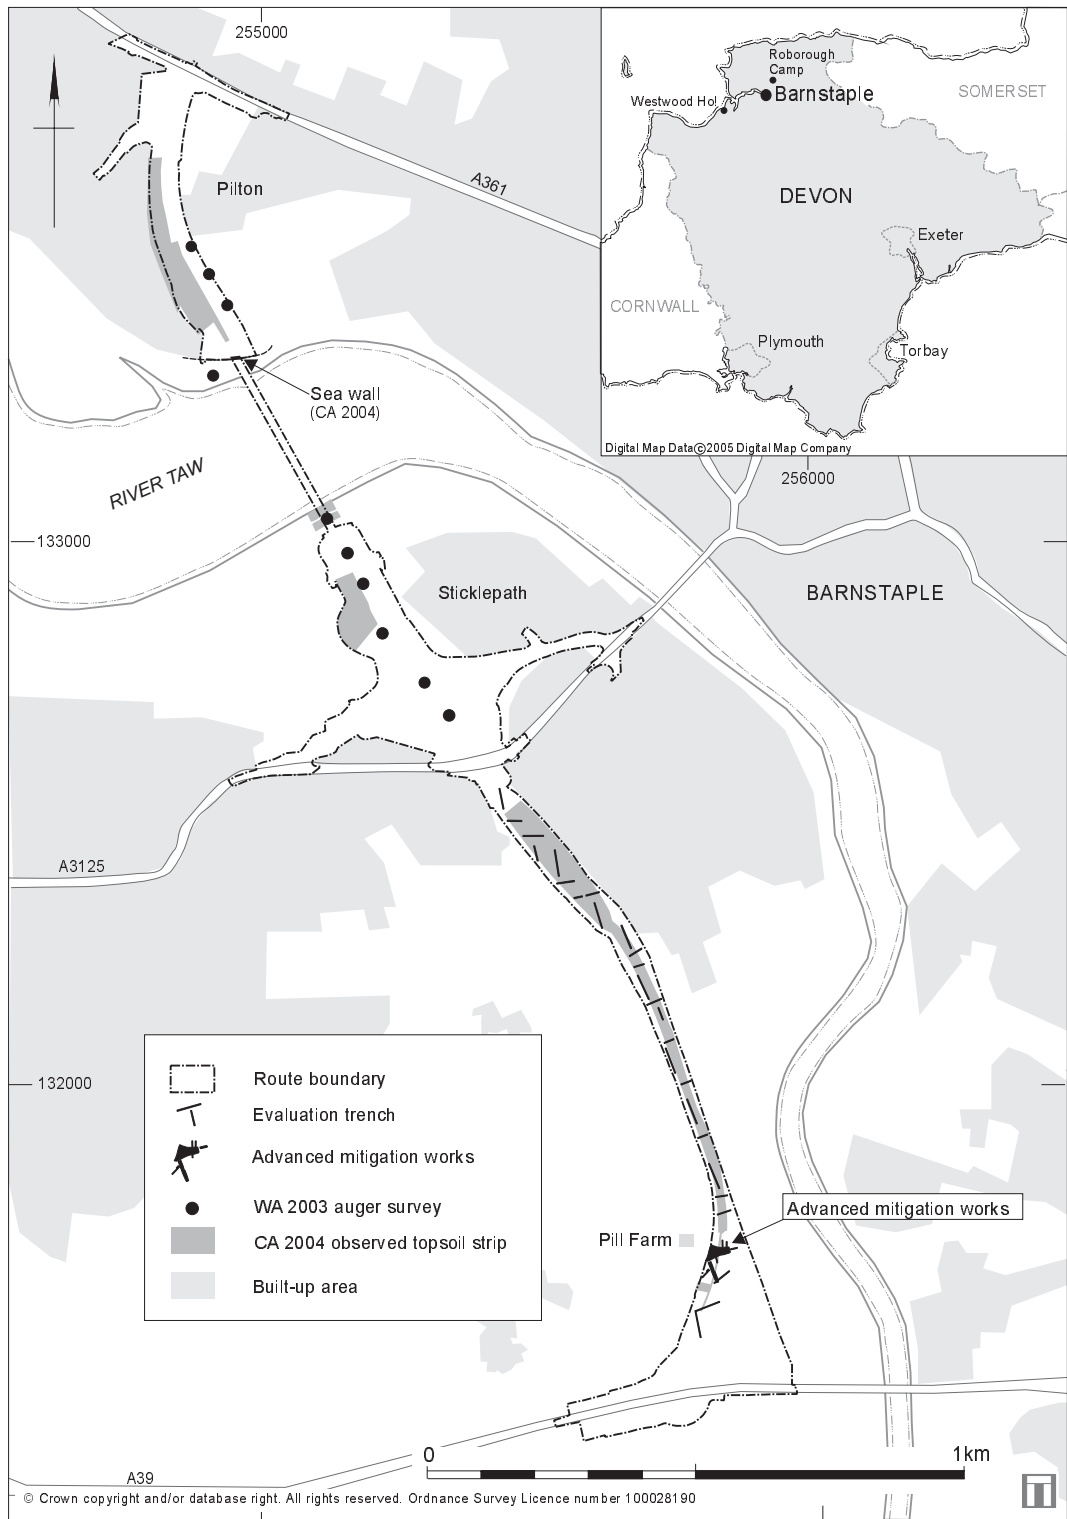 255000
Roborough
Camp
Barnstaple
SOMERSET
Westwood Ho!
DEVON
Exeter
CORNWALL
Plymouth
Torbay
Digital Map Data©2005 Digital Map Company
256000
Pilton
A361
Sea wall
(CA 2004)
RIVER TAW
133000
Sticklepath
BARNSTAPLE
A3125
132000
Route boundary
Evaluation trench
Advanced mitigation works
WA 2003 auger survey
CA 2004 observed topsoil strip
Built-up area
Advanced mitigation works
Pill Farm
0
1km
A39
© Crown copyright and/or database right. All rights reserved. Ordnance Survey Licence number 100028190